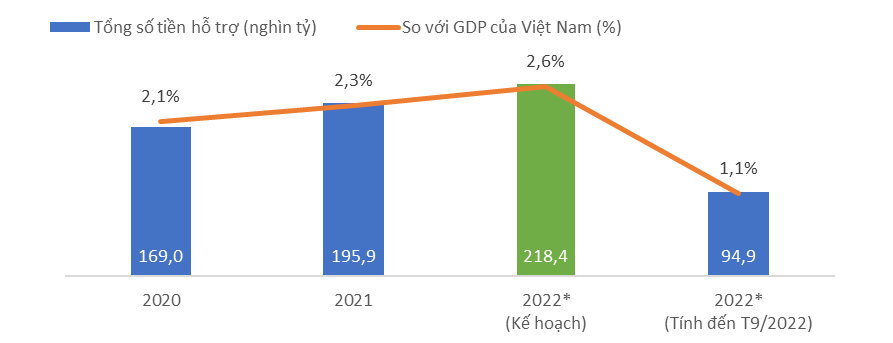 Tổng số tiền hỗ trợ (nghìn tỷ) So với GDP của Việt Nam (%)
2,1% 2,3% 2,6% 1,1%
169,0 195,9 218,4 94,9
2020 2021 2022* 2022*
(Kế hoạch) (Tính đến T9/2022)